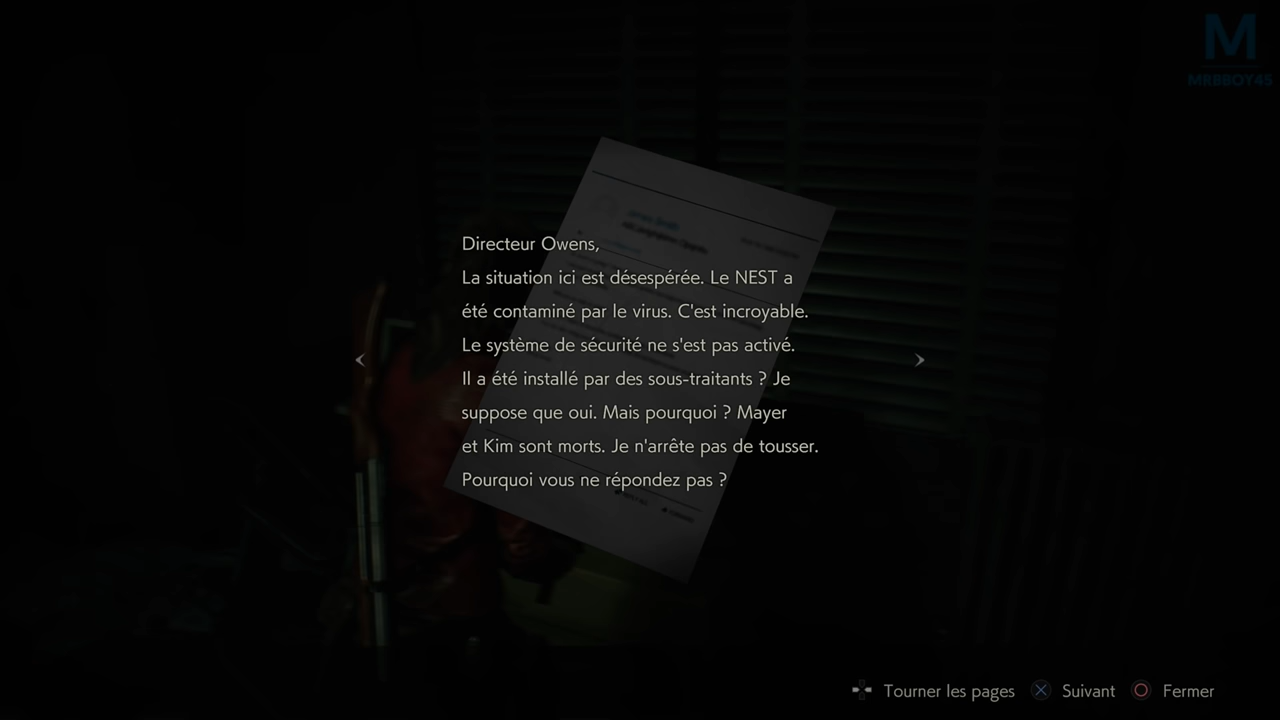 M
MRBBOY45
Directeur Owens,
La situation ici est désespérée. Le NEST a
été contaminé par le virus. C'est incroyable.
Le système de sécurité ne s'est pas activé.
Il a été installé par des sous-traitants ? Je
suppose que oui. Mais pourquoi ? Mayer
et Kim sont morts. Je n'arrête pas de tousser.
Pourquoi vous ne répondez pas ?
Tourner les pages Suivant Fermer